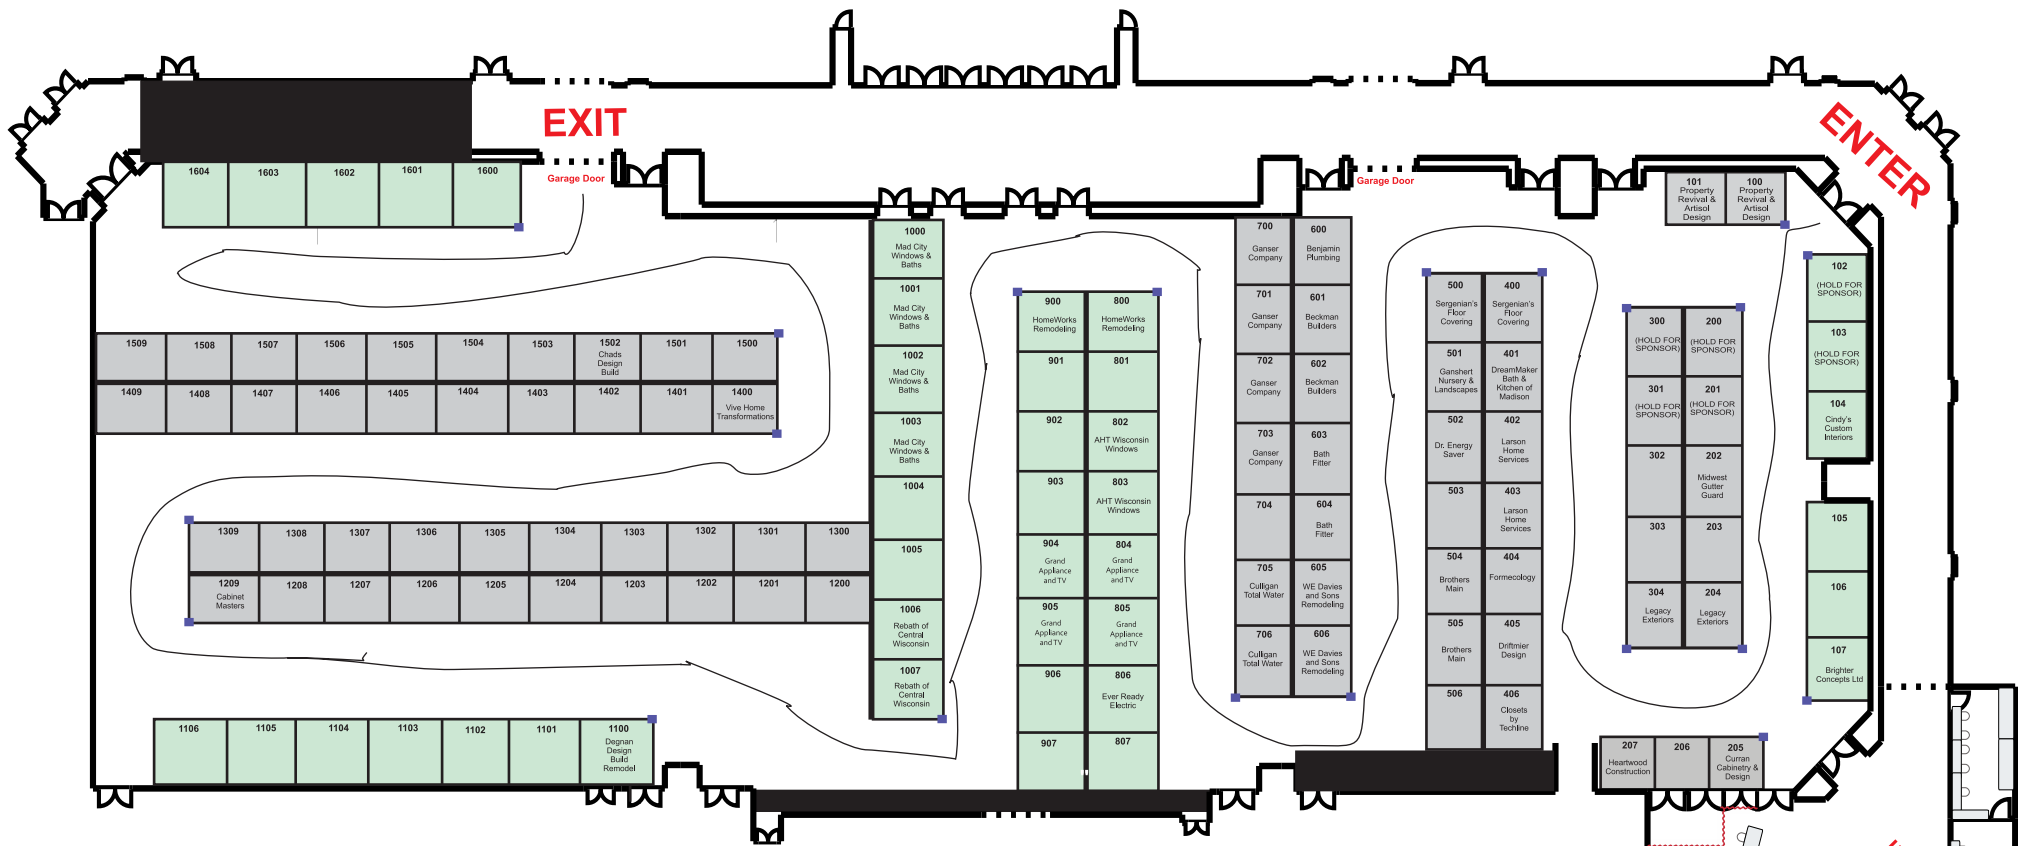 EXIT
ENTER
Garage Door
Garage Door
1604
1603
1602
1601
1600
101
Property
Revival &
Artisol
Design
100
Property
Revival &
Artisol
Design
102
(HOLD FOR
SPONSOR)
103
(HOLD FOR
SPONSOR)
104
Cindy's
Custom
Interiors
105
106
107
Brighter
Concepts Ltd
1000
Mad City
Windows &
Baths
1001
Mad City
Windows &
Baths
1002
Mad City
Windows &
Baths
1003
Mad City
Windows &
Baths
1004
1005
1006
Rebath of
Central
Wisconsin
1007
Rebath of
Central
Wisconsin
900
HomeWorks
Remodeling
901
902
903
904
Grand
Appliance
and TV
905
Grand
Appliance
and TV
906
907
800
HomeWorks
Remodeling
801
802
AHT Wisconsin
Windows
803
AHT Wisconsin
Windows
804
Grand
Appliance
and TV
805
Grand
Appliance
and TV
806
Ever Ready
Electric
807
700
Ganser
Company
701
Ganser
Company
702
Ganser
Company
703
Ganser
Company
704
705
Culligan
Total Water
706
Culligan
Total Water
600
Benjamin
Plumbing
601
Beckman
Builders
602
Beckman
Builders
603
Bath
Fitter
604
Bath
Fitter
605
WE Davies
and Sons
Remodeling
606
WE Davies
and Sons
Remodeling
500
Sergenian's
Floor
Covering
501
Ganshert
Nursery &
Landscapes
502
Dr. Energy
Saver
503
504
Brothers
Main
505
Brothers
Main
506
400
Sergenian's
Floor
Covering
401
DreamMaker
Bath &
Kitchen of
Madison
402
Larson
Home
Services
403
Larson
Home
Services
404
Formecology
405
Driftmier
Design
406
Closets
by
Techline
300
(HOLD FOR
SPONSOR)
301
(HOLD FOR
SPONSOR)
302
303
304
Legacy
Exteriors
200
(HOLD FOR
SPONSOR)
201
(HOLD FOR
SPONSOR)
202
Midwest
Gutter
Guard
203
204
Legacy
Exteriors
207
Heartwood
Construction
206
205
Curran
Cabinetry &
Design
1509
1508
1507
1506
1505
1504
1503
1502
Chads
Design
Build
1501
1500
1409
1408
1407
1406
1405
1404
1403
1402
1401
1400
Vive Home
Transformations
1309
1308
1307
1306
1305
1304
1303
1302
1301
1300
1209
Cabinet
Masters
1208
1207
1206
1205
1204
1203
1202
1201
1200
1106
1105
1104
1103
1102
1101
1100
Degnan
Design
Build
Remodel